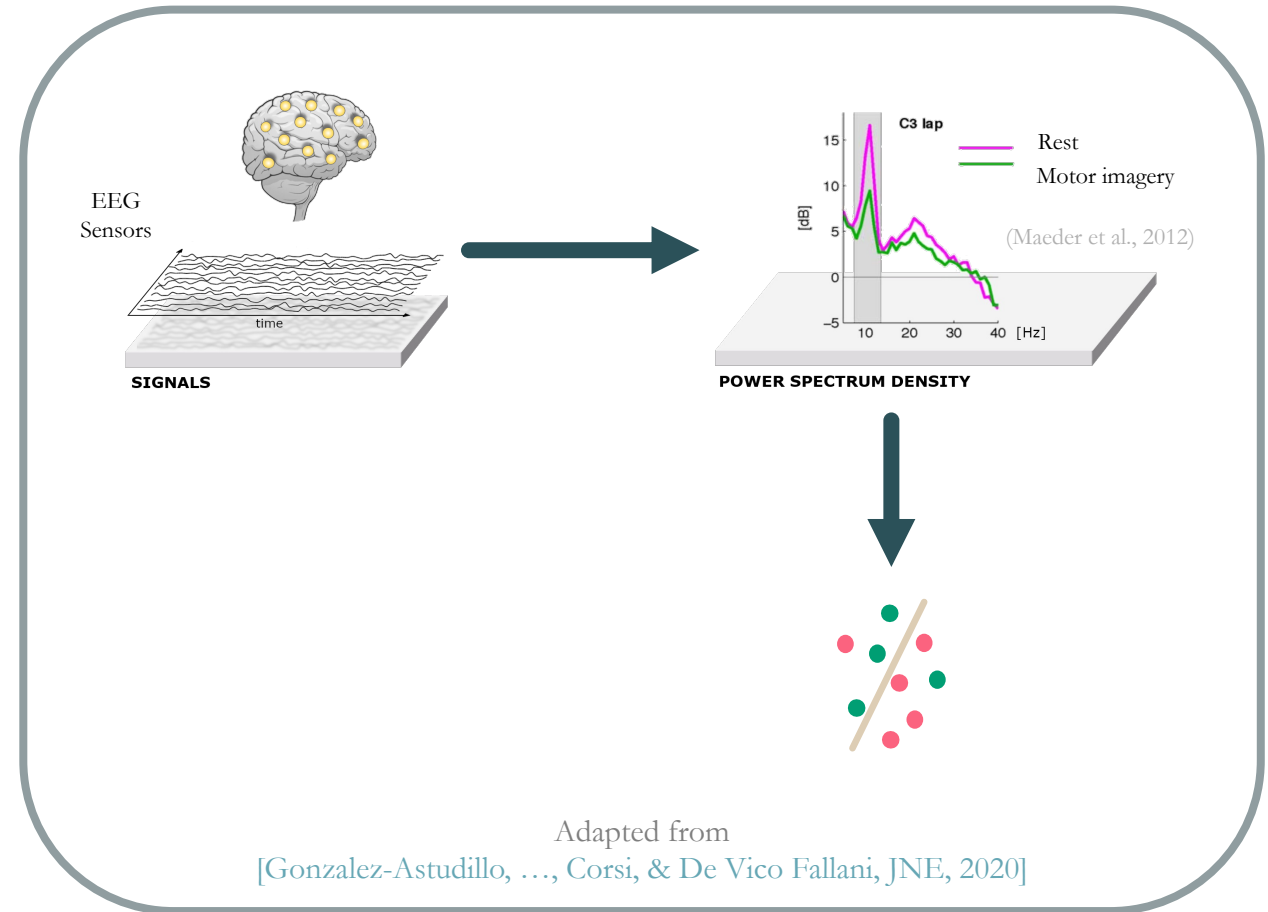 EEG
Sensors
time
SIGNALS
C3 lap
Rest
Motor imagery
(Maeder et al., 2012)
[dB]
15
10
5
0
−5
10 20 30 40 [Hz]
POWER SPECTRUM DENSITY
Adapted from
[Gonzalez-Astudillo, …, Corsi, & De Vico Fallani, JNE, 2020]